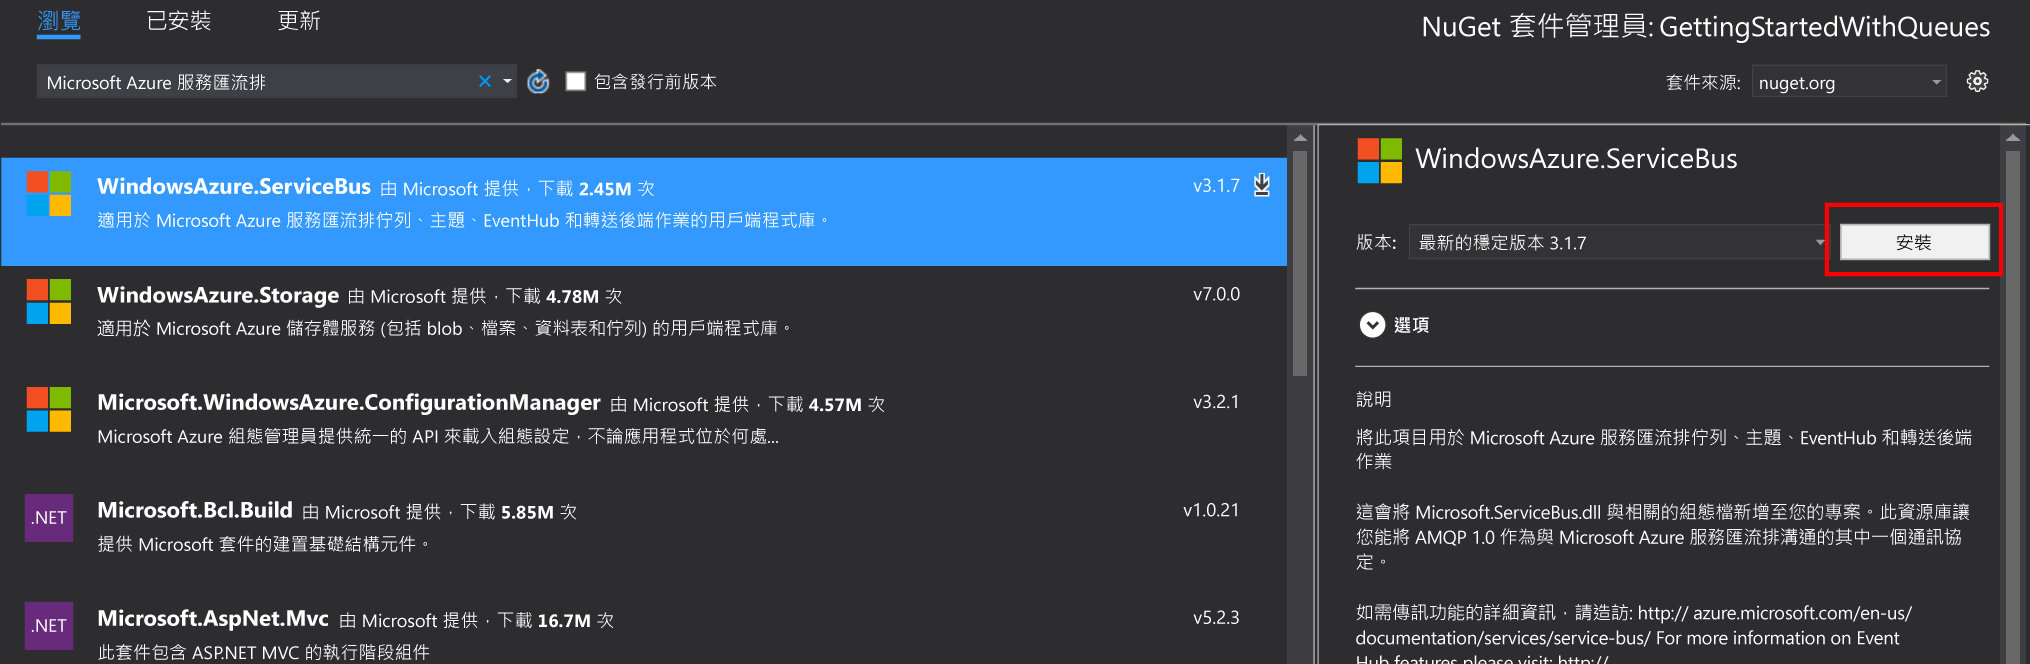 瀏覽 已安裝 更新
NuGet 套件管理員: GettingStartedWithQueues
Microsoft Azure 服務匯流排
包含發行前版本
套件來源: nuget.org
WindowsAzure.ServiceBus 由 Microsoft 提供，下載 2.45M 次 v3.1.7
適用於 Microsoft Azure 服務匯流排佇列、主題、EventHub 和轉送後端作業的用戶端程式庫。
WindowsAzure.Storage 由 Microsoft 提供，下載 4.78M 次 v7.0.0
適用於 Microsoft Azure 儲存體服務 (包括 blob、檔案、資料表和佇列) 的用戶端程式庫。
Microsoft.WindowsAzure.ConfigurationManager 由 Microsoft 提供，下載 4.57M 次 v3.2.1
Microsoft Azure 組態管理員提供統一的 API 來載入組態設定，不論應用程式位於何處...
.NET
Microsoft.Bcl.Build 由 Microsoft 提供，下載 5.85M 次 v1.0.21
提供 Microsoft 套件的建置基礎結構元件。
.NET
Microsoft.AspNet.Mvc 由 Microsoft 提供，下載 16.7M 次 v5.2.3
此套件包含 ASP.NET MVC 的執行階段組件
WindowsAzure.ServiceBus
版本: 最新的穩定版本 3.1.7 安裝
選項
說明
將此項目用於 Microsoft Azure 服務匯流排佇列、主題、EventHub 和轉送後端
作業
這會將 Microsoft.ServiceBus.dll 與相關的組態檔新增至您的專案。此資源庫讓
您能將 AMQP 1.0 作為與 Microsoft Azure 服務匯流排溝通的其中一個通訊協
定。
如需傳訊功能的詳細資訊，請造訪: http:// azure.microsoft.com/en-us/
documentation/services/service-bus/ For more information on Event
Hub features please visit: http://